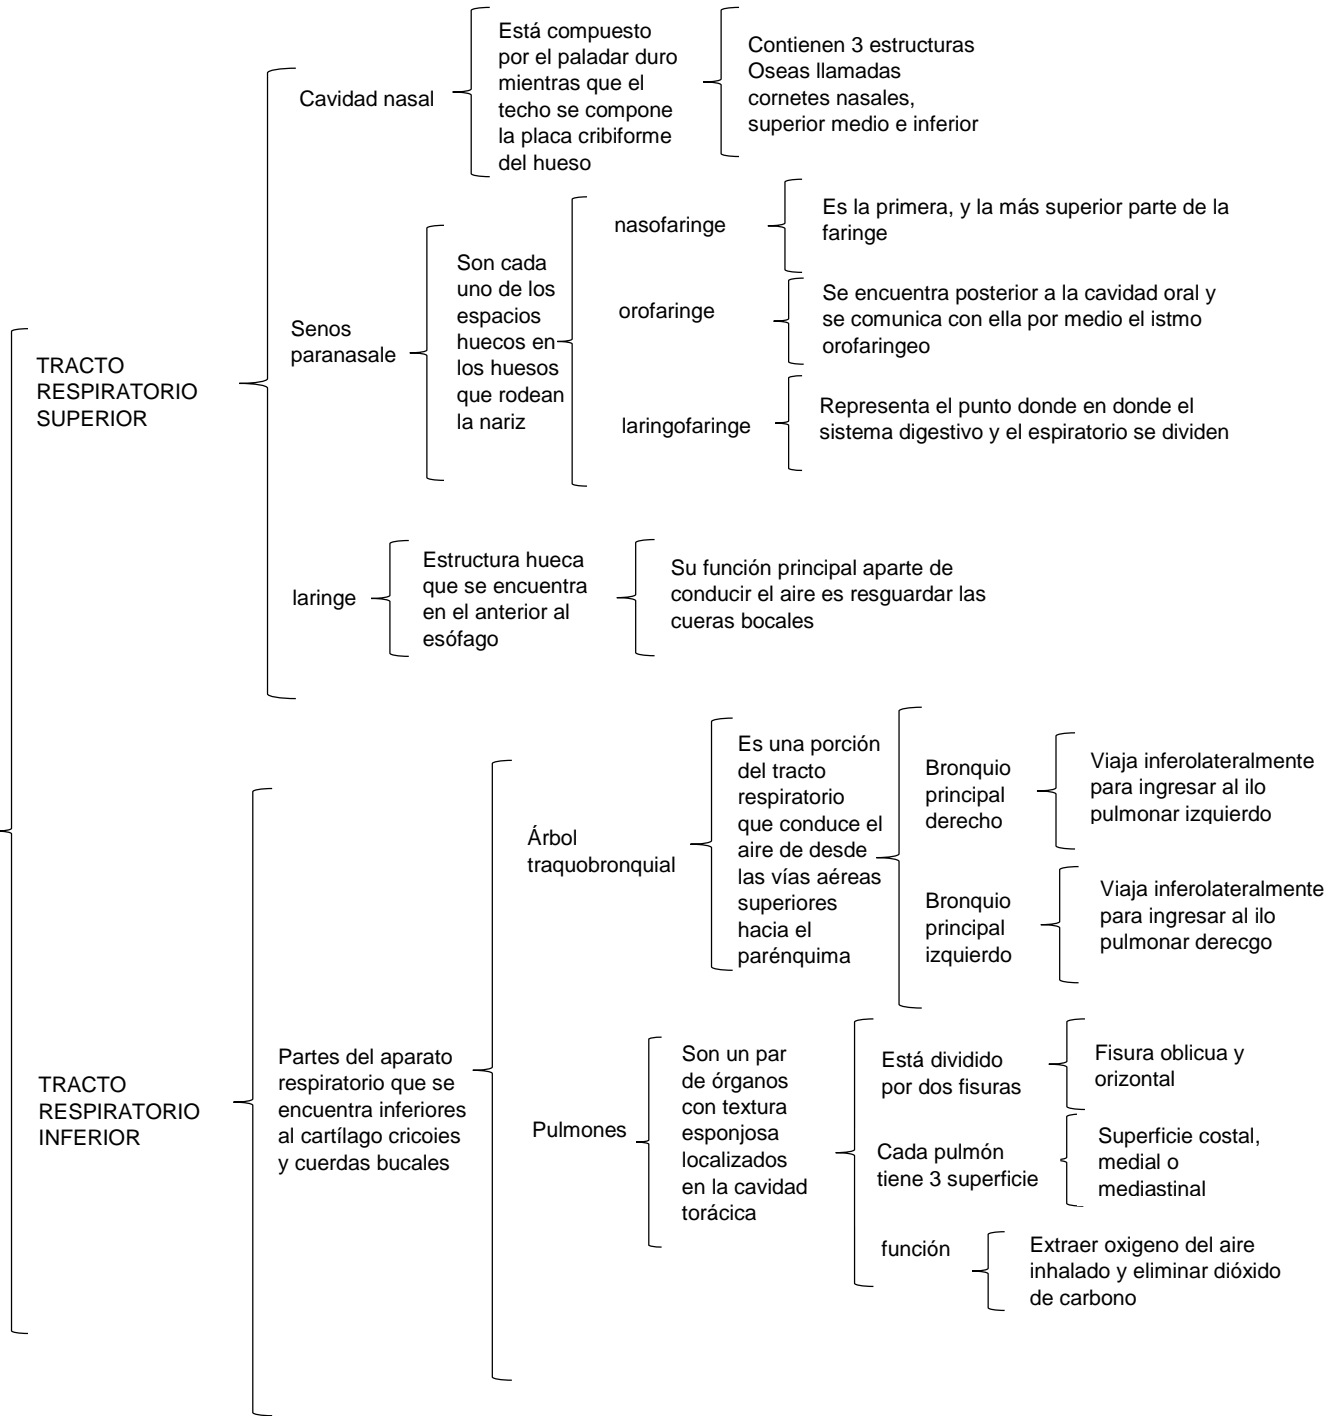 TRACTO
RESPIRATORIO
SUPERIOR
Cavidad nasal
Está compuesto
por el paladar duro
mientras que el
techo se compone
la placa cribiforme
del hueso
Contienen 3 estructuras
Oseas llamadas
cornetes nasales,
superior medio e inferior
Senos
paranasale
Son cada
uno de los
espacios
huecos en
los huesos
que rodean
la nariz
nasofaringe
Es la primera, y la más superior parte de la
faringe
orofaringe
Se encuentra posterior a la cavidad oral y
se comunica con ella por medio el istmo
orofaringeo
laringofaringe
Representa el punto donde en donde el
sistema digestivo y el espiratorio se dividen
laringe
Estructura hueca
que se encuentra
en el anterior al
esófago
Su función principal aparte de
conducir el aire es resguardar las
cueras bocales
TRACTO
RESPIRATORIO
INFERIOR
Partes del aparato
respiratorio que se
encuentra inferiores
al cartílago cricoies
y cuerdas bucales
Árbol
traquobronquial
Es una porción
del tracto
respiratorio
que conduce el
aire de desde
las vías aéreas
superiores
hacia el
parénquima
Bronquio
principal
derecho
Viaja inferolateralmente
para ingresar al ilo
pulmonar izquierdo
Bronquio
principal
izquierdo
Viaja inferolateralmente
para ingresar al ilo
pulmonar derecgo
Pulmones
Son un par
de órganos
con textura
esponjosa
localizados
en la cavidad
torácica
Está dividido
por dos fisuras
Fisura oblicua y
orizontal
Cada pulmón
tiene 3 superficie
Superficie costal,
medial o
mediastinal
función
Extraer oxigeno del aire
inhalado y eliminar dióxido
de carbono